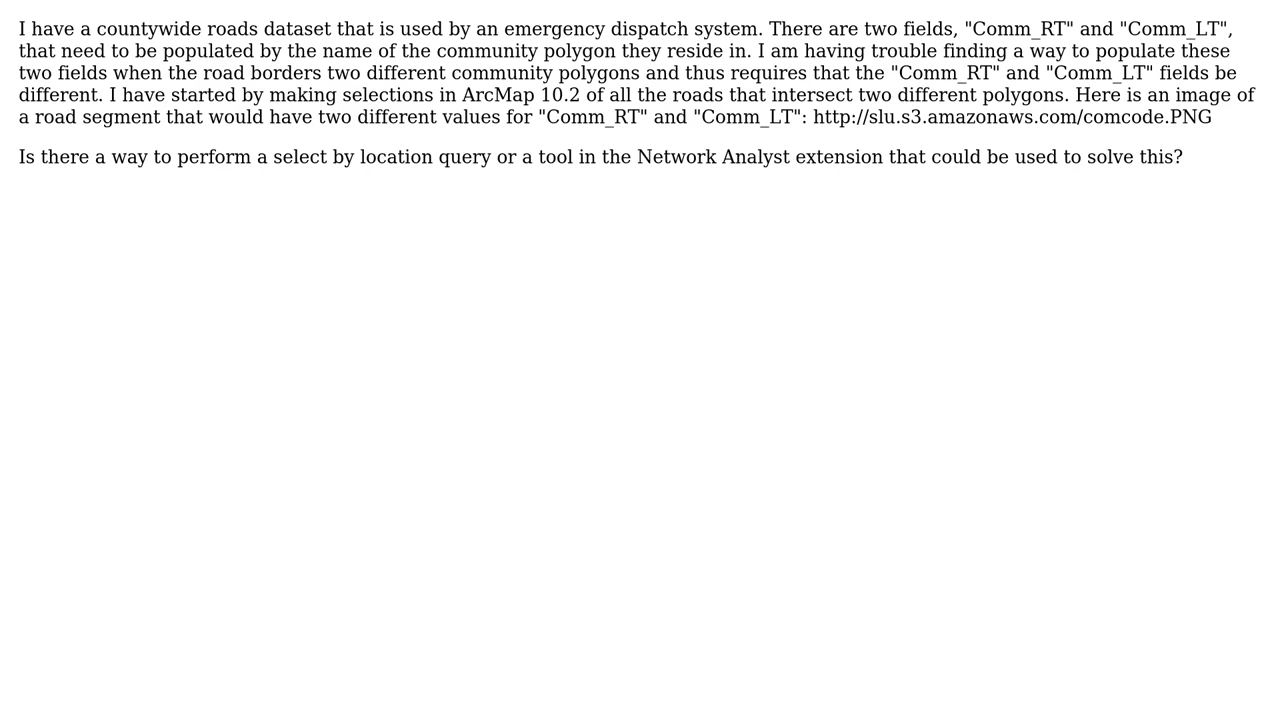 I have a countywide roads dataset that is used by an emergency dispatch system. There are two fields, "Comm_RT" and "Comm_LT",
that need to be populated by the name of the community polygon they reside in. I am having trouble finding a way to populate these
two fields when the road borders two different community polygons and thus requires that the "Comm_RT" and "Comm_LT" fields be
different. I have started by making selections in ArcMap 10.2 of all the roads that intersect two different polygons. Here is an image of
a road segment that would have two different values for "Comm_RT" and "Comm_LT": http://slu.s3.amazonaws.com/comcode.PNG
Is there a way to perform a select by location query or a tool in the Network Analyst extension that could be used to solve this?